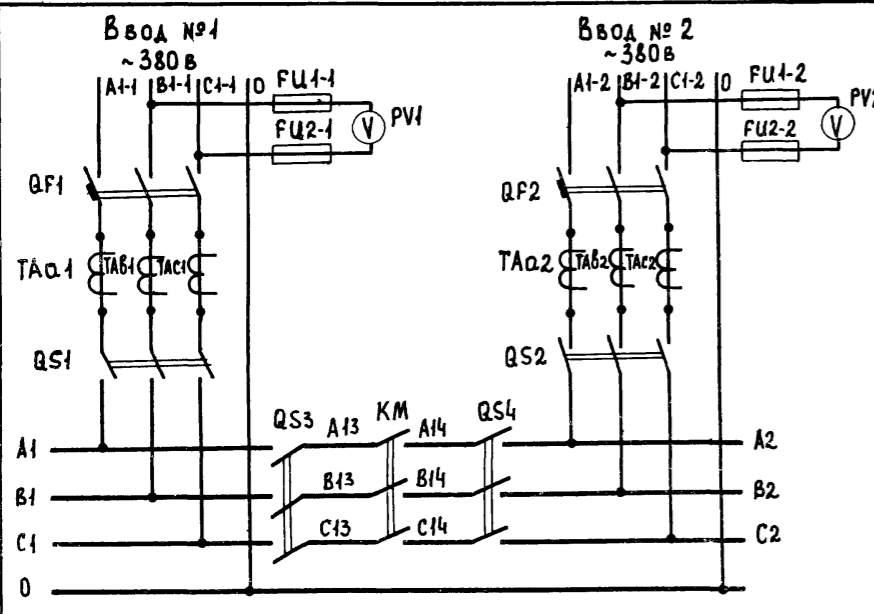 Ввод №1
~380в
A1-1 B1-1 C1-1 0
FU1-1
FU2-1
V
PV1
QF1
TAa1 TAB1 TAC1
QS1
Ввод № 2
~380в
A1-2 B1-2 C1-2 0
FU1-2
FU2-2
V
PV2
QF2
TAa2 TAB2 TAC2
QS2
QS3 KM QS4
A1 A13 A14 A2
B1 B13 B14 B2
C1 C13 C14 C2
0